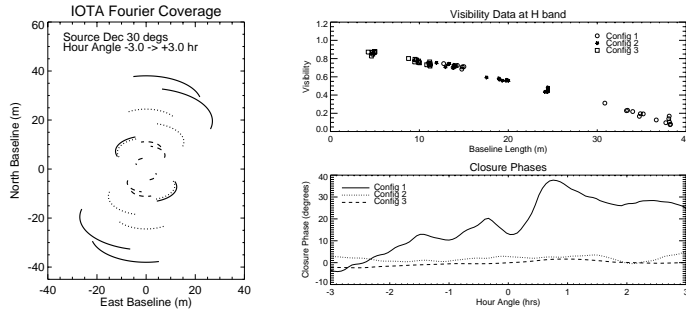 IOTA Fourier Coverage
Source Dec 30 degs
Hour Angle -3.0 -> +3.0 hr
North Baseline (m)
60
40
20
0
-20
-40
-40 -20 0 20 40
East Baseline (m)
Visibility Data at H band
Config 1
Config 2
Config 3
Visibility
1.2
1.0
0.8
0.6
0.4
0.2
0.0
0 10 20 30 40
Baseline Length (m)
Closure Phases
Config 1
Config 2
Config 3
Closure Phase (degrees)
40
30
20
10
0
-10
-3 -2 -1 0 1 2 3
Hour Angle (hrs)